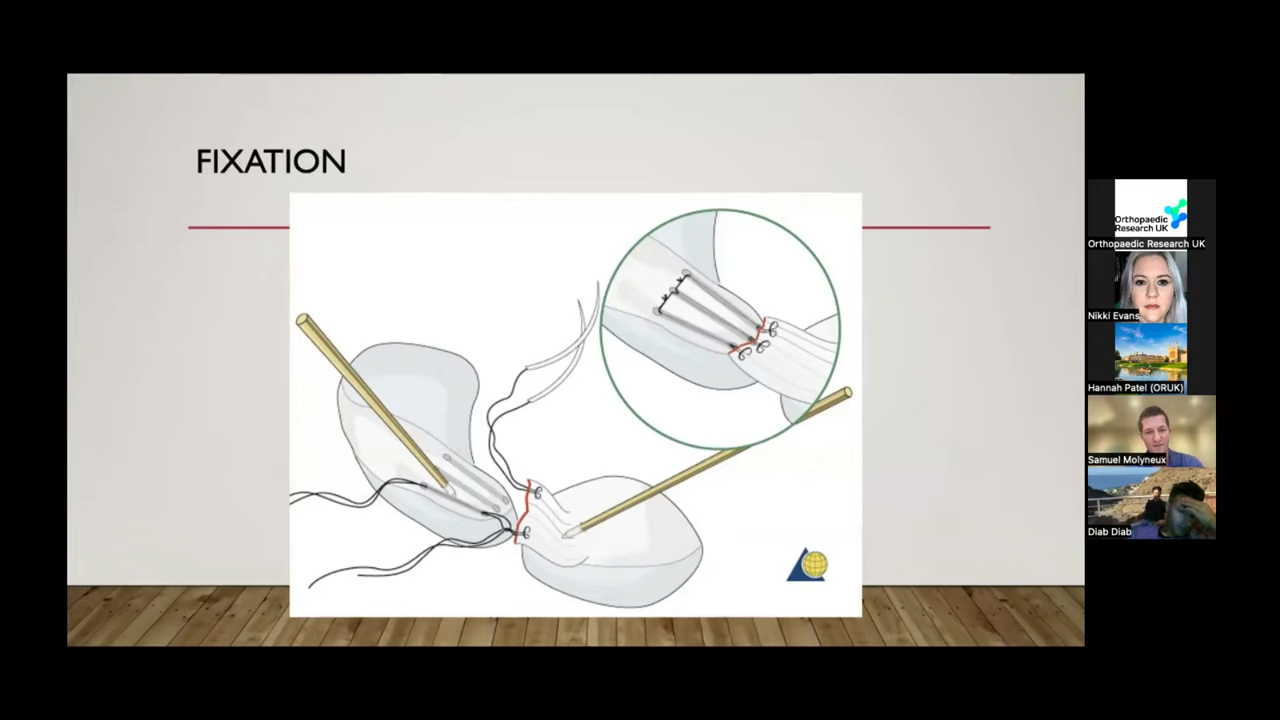 FIXATION
Orthopaedic
Research UK
Orthopaedic Research UK
Nikki Evans
Hannah Patel (ORUK)
Samuel Molyneux
Diab Diab